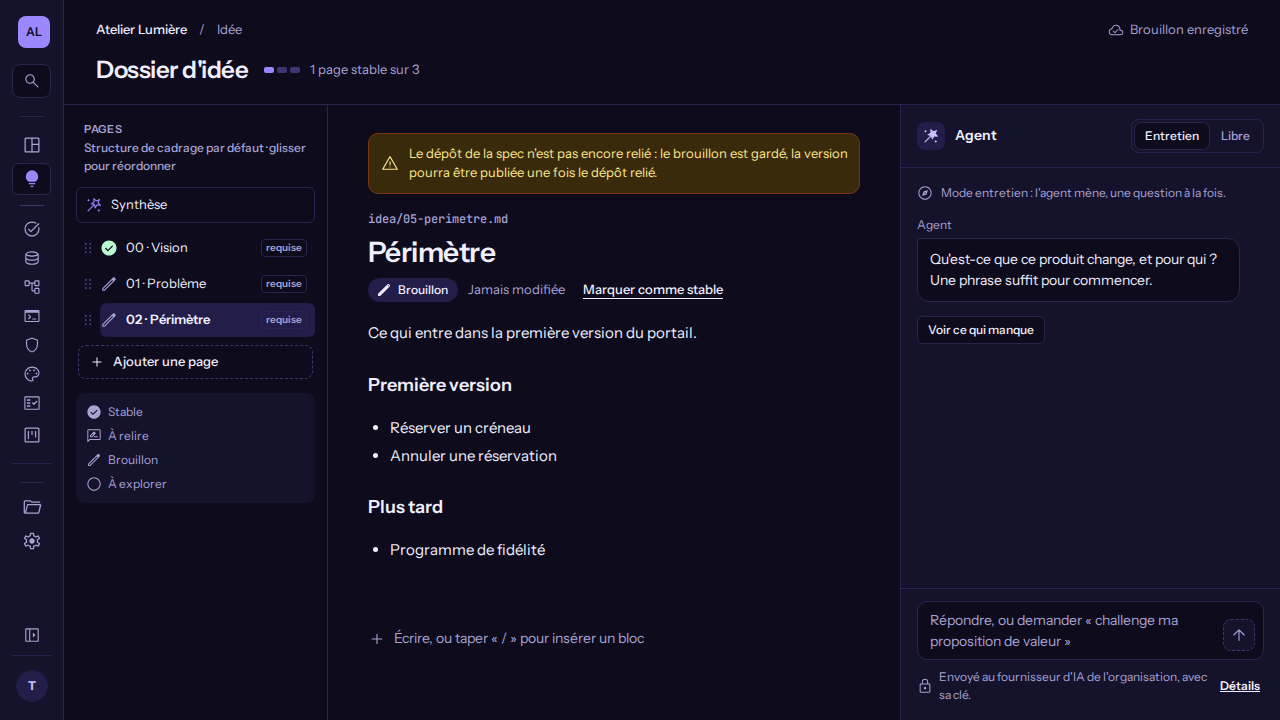 AL
Atelier Lumière / Idée
Brouillon enregistré
Dossier d'idée
1 page stable sur 3
PAGES
Structure de cadrage par défaut · glisser
pour réordonner
Synthèse
00 · Vision requise
01 · Problème requise
02 · Périmètre requise
Ajouter une page
Stable
À relire
Brouillon
À explorer
T
Le dépôt de la spec n'est pas encore relié : le brouillon est gardé, la version
pourra être publiée une fois le dépôt relié.
idea/05-perimetre.md
Périmètre
Brouillon Jamais modifiée Marquer comme stable
Ce qui entre dans la première version du portail.
Première version
• Réserver un créneau
• Annuler une réservation
Plus tard
• Programme de fidélité
Écrire, ou taper « / » pour insérer un bloc
Agent
Entretien Libre
Mode entretien : l'agent mène, une question à la fois.
Agent
Qu'est-ce que ce produit change, et pour qui ?
Une phrase suffit pour commencer.
Voir ce qui manque
Répondre, ou demander « challenge ma
proposition de valeur »
Envoyé au fournisseur d'IA de l'organisation, avec
sa clé.
Détails